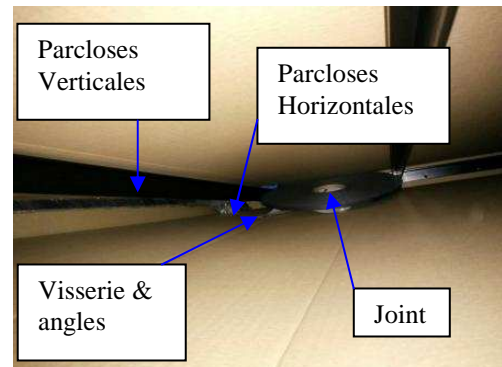 Parcloses
Verticales
Parcloses
Horizontales
Visserie &
angles
Joint